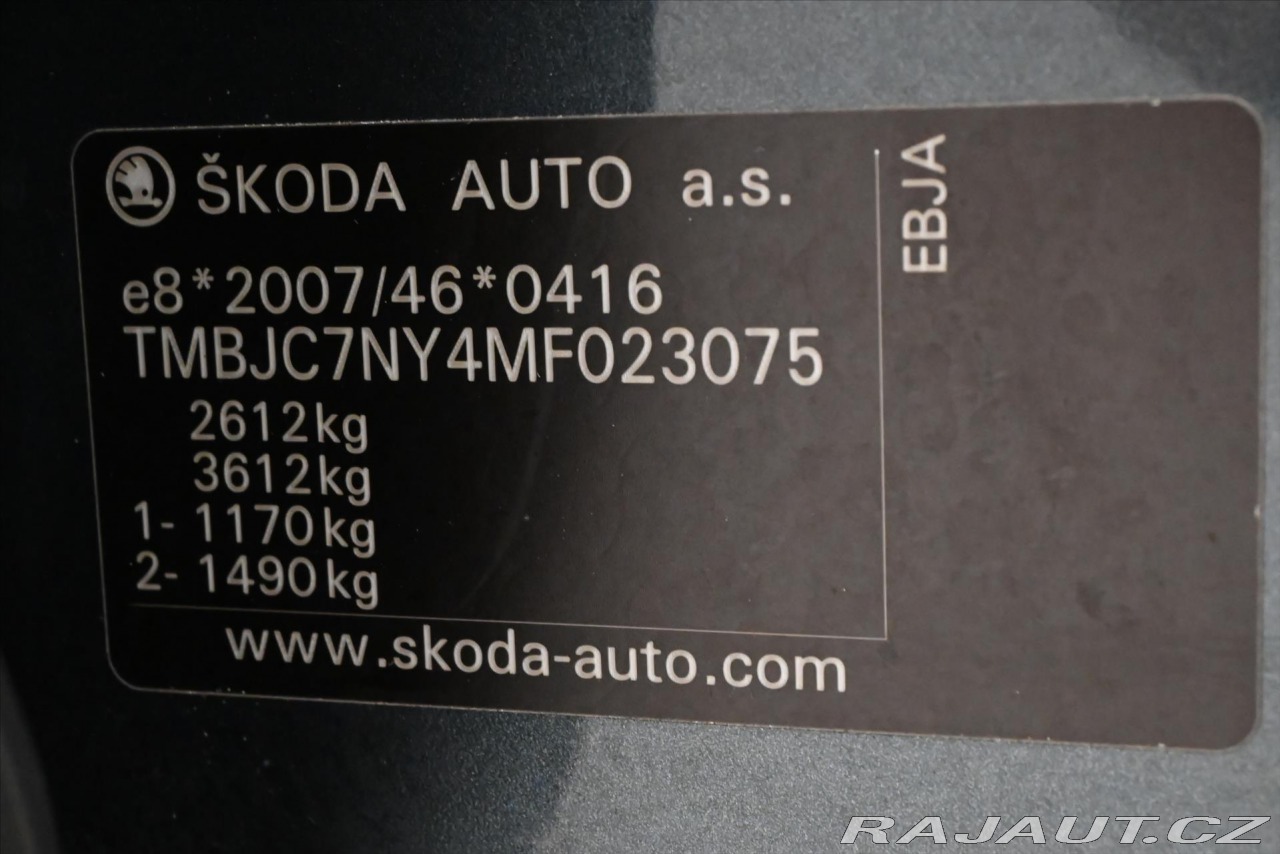 ŠKODA AUTO a.s.
e8*2007/46*0416
TMBJC7NY4MF023075
2612kg
3612kg
1- 1170kg
2- 1490kg
www.skoda-auto.com
EBJA
RAJAUT.CZ